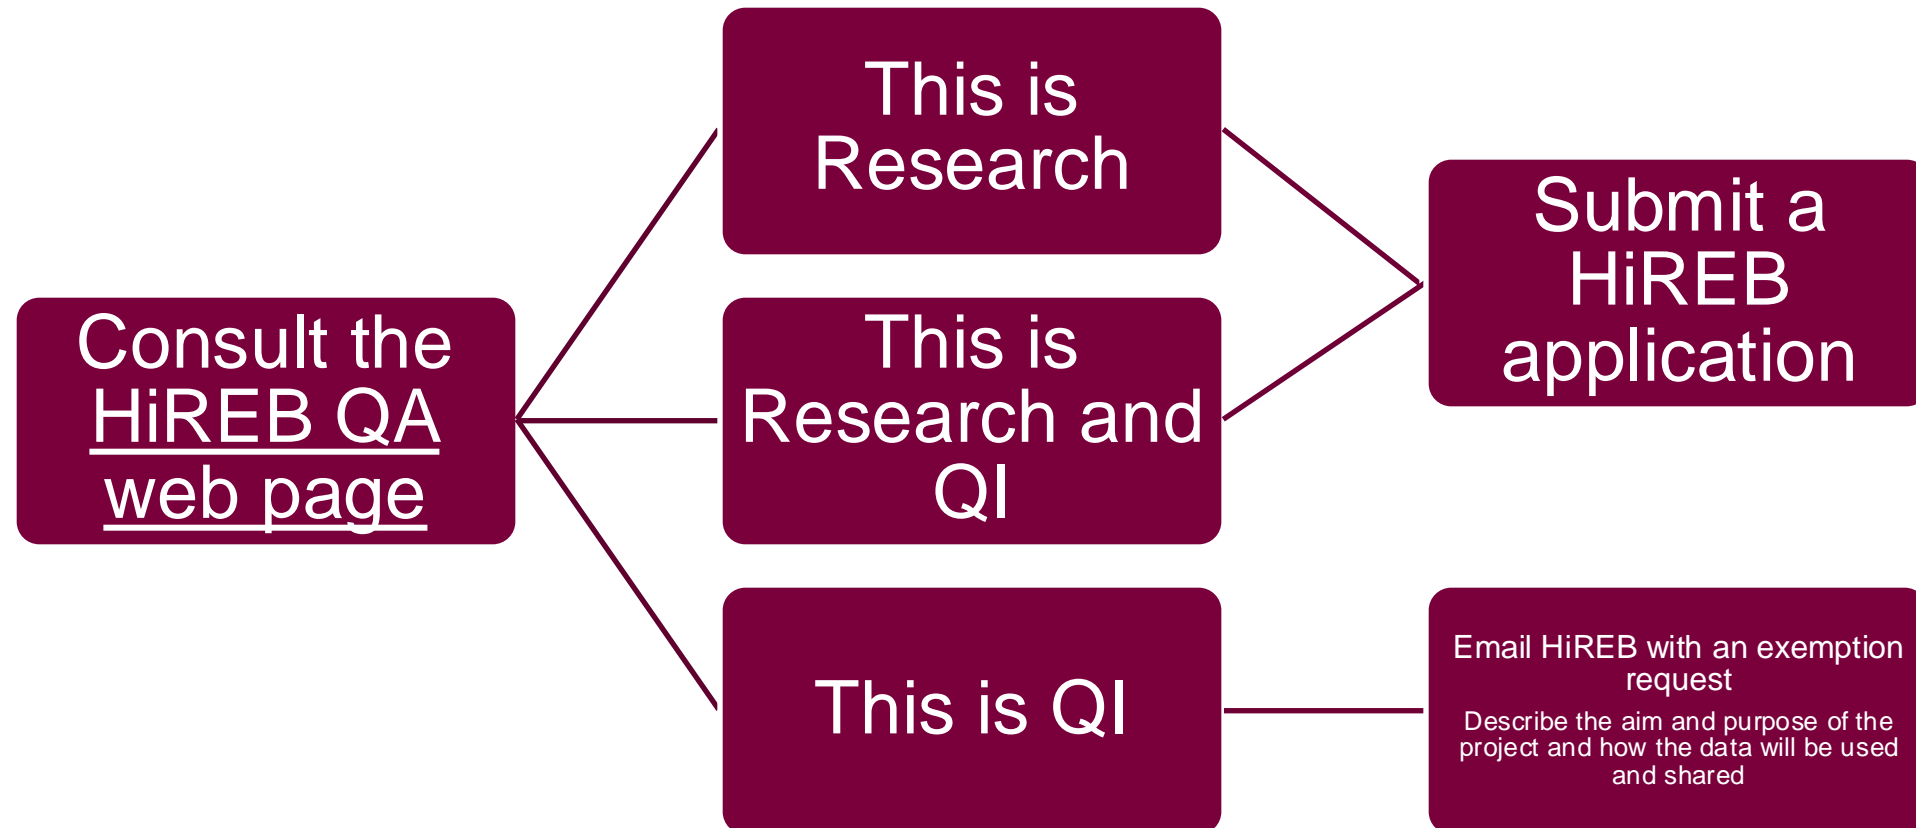 Consult the
HiREB QA
web page
This is
Research
This is
Research and
QI
This is QI
Submit a
HiREB
application
Email HiREB with an exemption
request
Describe the aim and purpose of the
project and how the data will be used
and shared